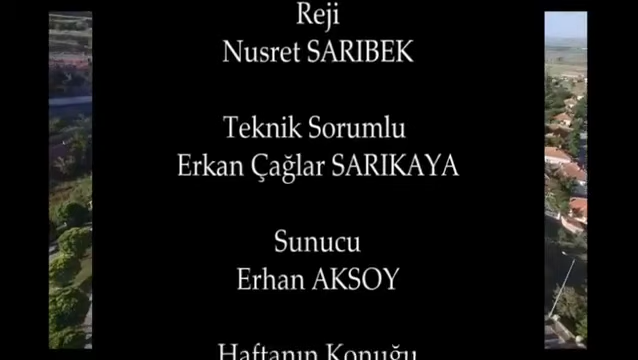 Reji
Nusret SARIBEK
Teknik Sorumlu
Erkan Çağlar SARIKAYA
Sunucu
Erhan AKSOY
Haftanın Konuğu